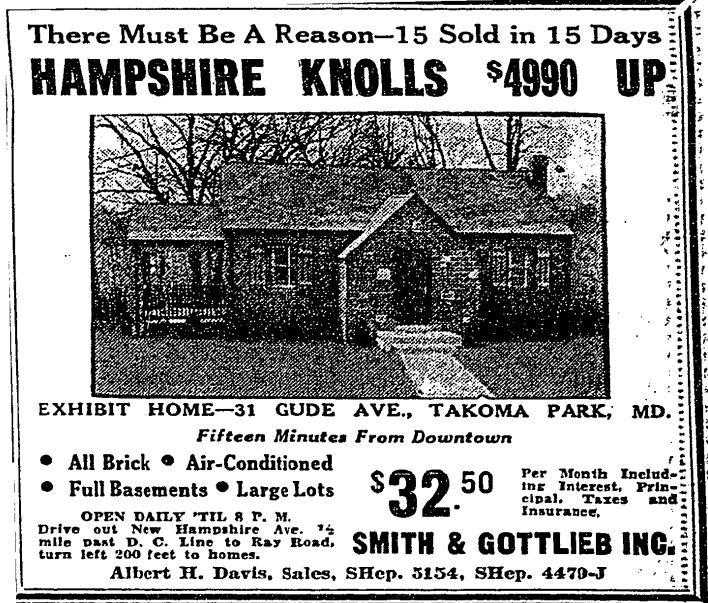 There Must Be A Reason—15 Sold in 15 Days
HAMPSHIRE KNOLLS $4990 UP
EXHIBIT HOME—31 GUDE AVE., TAKOMA PARK, MD.
Fifteen Minutes From Downtown
• All Brick • Air-Conditioned
• Full Basements • Large Lots
$32.50
Per Month Includ-
ing Interest, Prin-
cipal, Taxes and
Insurance.
OPEN DAILY 'TIL 8 P. M.
Drive out New Hampshire Ave. ½
mile past D. C. Line to Ray Road,
turn left 200 feet to homes.
SMITH & GOTTLIEB INC.
Albert H. Davis, Sales, SHep. 5154, SHep. 4479-J